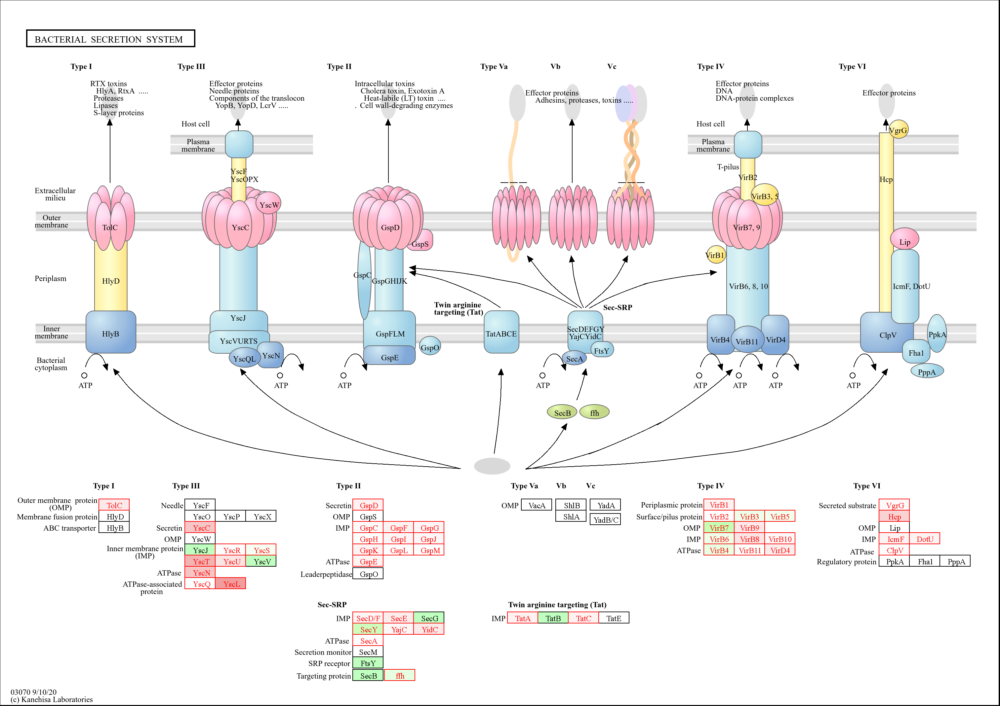 BACTERIAL SECRETION SYSTEM
Type I
Type III
Type II
Type Va
Vb
Vc
Type IV
Type VI
RTX toxins
HlyA, RtxA .....
Proteases
Lipases
S-layer proteins
Effector proteins
Needle proteins
Components of the translocon
YopB, YopD, LcrV .....
Intracellular toxins
Cholera toxin, Exotoxin A
Heat-labile (LT) toxin ....
. Cell wall-degrading enzymes
Effector proteins
Adhesins, proteases, toxins .....
Effector proteins
DNA
DNA-protein complexes
Effector proteins
Host cell
Plasma
membrane
Host cell
Plasma
membrane
VgrG
YscF
YscOPX
T-pilus
VirB2
Hcp
Extracellular
milieu
YscW
VirB3, 5
Outer
membrane
TolC
YscC
GspD
GspS
VirB7, 9
Lip
VirB1
Periplasm
HlyD
GspC
GspGHIJK
VirB6, 8, 10
IcmF, DotU
Twin arginine
targeting (Tat)
Sec-SRP
Inner
membrane
HlyB
YscJ
YscVURTS
GspFLM
GspO
TatABCE
SecDEFGY
YajCYidC
FtsY
VirB4
VirB11
VirD4
ClpV
PpkA
Bacterial
cytoplasm
YscQL
YscN
GspE
SecA
Fha1
PppA
ATP
ATP
ATP
ATP
ATP
ATP
ATP
ATP
SecB
ffh
Type I
Type III
Type II
Type Va
Vb
Vc
Type IV
Type VI
Outer membrane protein
(OMP)
TolC
Membrane fusion protein
HlyD
ABC transporter
HlyB
Needle
YscF
YscO YscP YscX
Secretin
YscC
OMP
YscW
Inner membrane protein
(IMP)
YscJ YscR YscS
YscT YscU YscV
ATPase
YscN
ATPase-associated
protein
YscQ YscL
Secretin
GspD
OMP
GspS
IMP
GspC GspF GspG
GspH GspI GspJ
GspK GspL GspM
ATPase
GspE
Leaderpeptidase
GspO
OMP
VacA
ShlB
ShlA
YadA
YadB/C
Periplasmic protein
VirB1
Surface/pilus protein
VirB2 VirB3 VirB5
OMP
VirB7 VirB9
IMP
VirB6 VirB8 VirB10
ATPase
VirB4 VirB11 VirD4
Secreted substrate
VgrG
Hcp
OMP
Lip
IMP
IcmF DotU
ATPase
ClpV
Regulatory protein
PpkA Fha1 PppA
Sec-SRP
IMP
SecD/F SecE SecG
SecY YajC YidC
ATPase
SecA
Secretion monitor
SecM
SRP receptor
FtsY
Targeting protein
SecB ffh
Twin arginine targeting (Tat)
IMP
TatA TatB TatC TatE
03070 9/10/20
(c) Kanehisa Laboratories